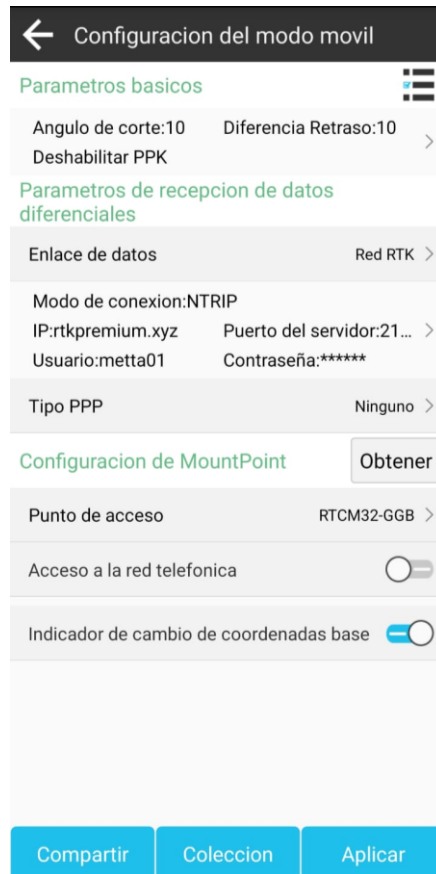 Configuracion del modo movil
Parametros basicos
Angulo de corte:10 Diferencia Retraso:10
Deshabilitar PPK
Parametros de recepcion de datos
diferenciales
Enlace de datos Red RTK
Modo de conexion:NTRIP
IP:rtkpremium.xyz Puerto del servidor:21...
Usuario:metta01 Contraseña:******
Tipo PPP Ninguno
Configuracion de MountPoint Obtener
Punto de acceso RTCM32-GGB
Acceso a la red telefonica
Indicador de cambio de coordenadas base
Compartir Coleccion Aplicar